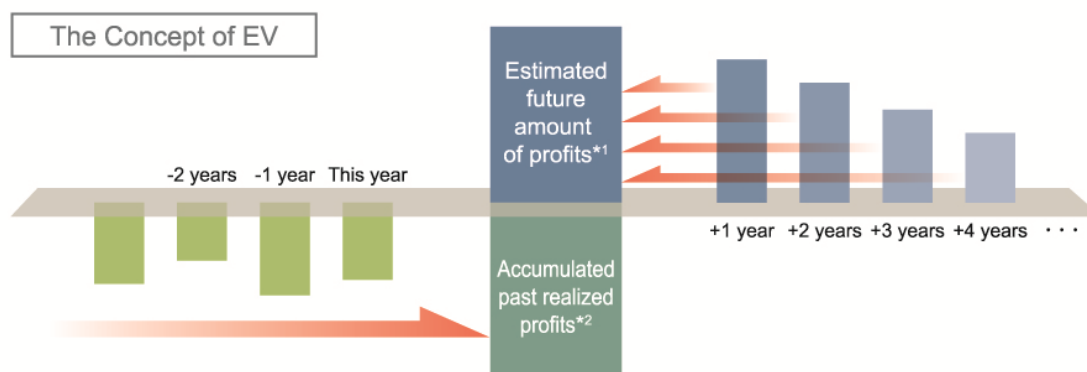 The Concept of EV
Estimated
future
amount
of profits*1
-2 years -1 year This year
+1 year +2 years +3 years +4 years ···
Accumulated
past realized
profits*2